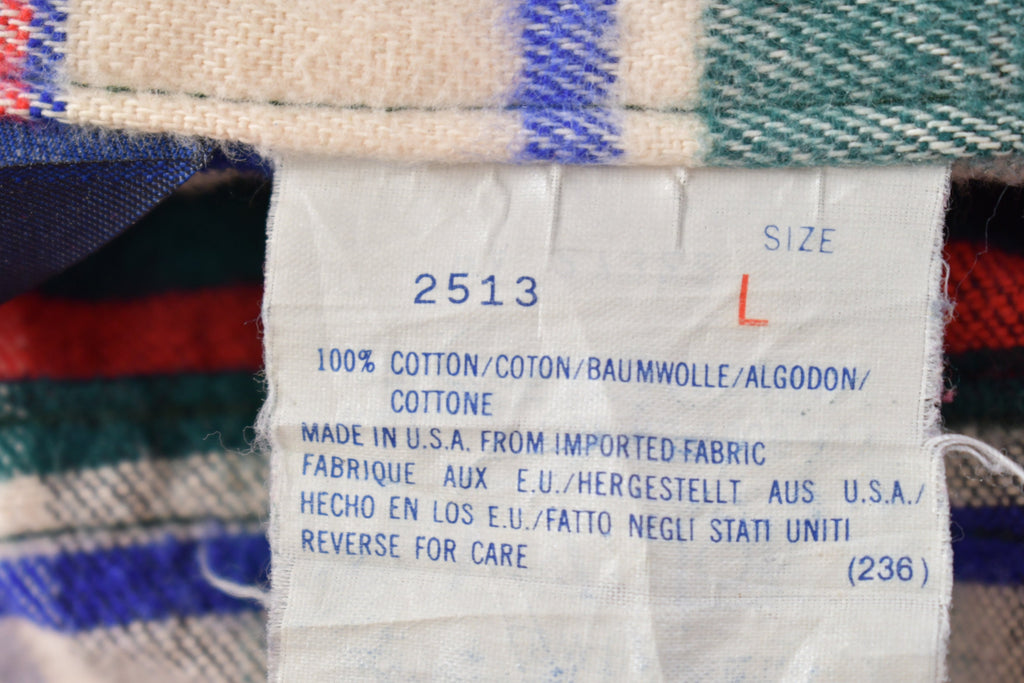 SIZE
2513 L
100% COTTON/COTON/BAUMWOLLE/ALGODON/
COTTONE
MADE IN U.S.A. FROM IMPORTED FABRIC
FABRIQUE AUX E.U./HERGESTELLT AUS U.S.A./
HECHO EN LOS E.U./FATTO NEGLI STATI UNITI
REVERSE FOR CARE
(236)